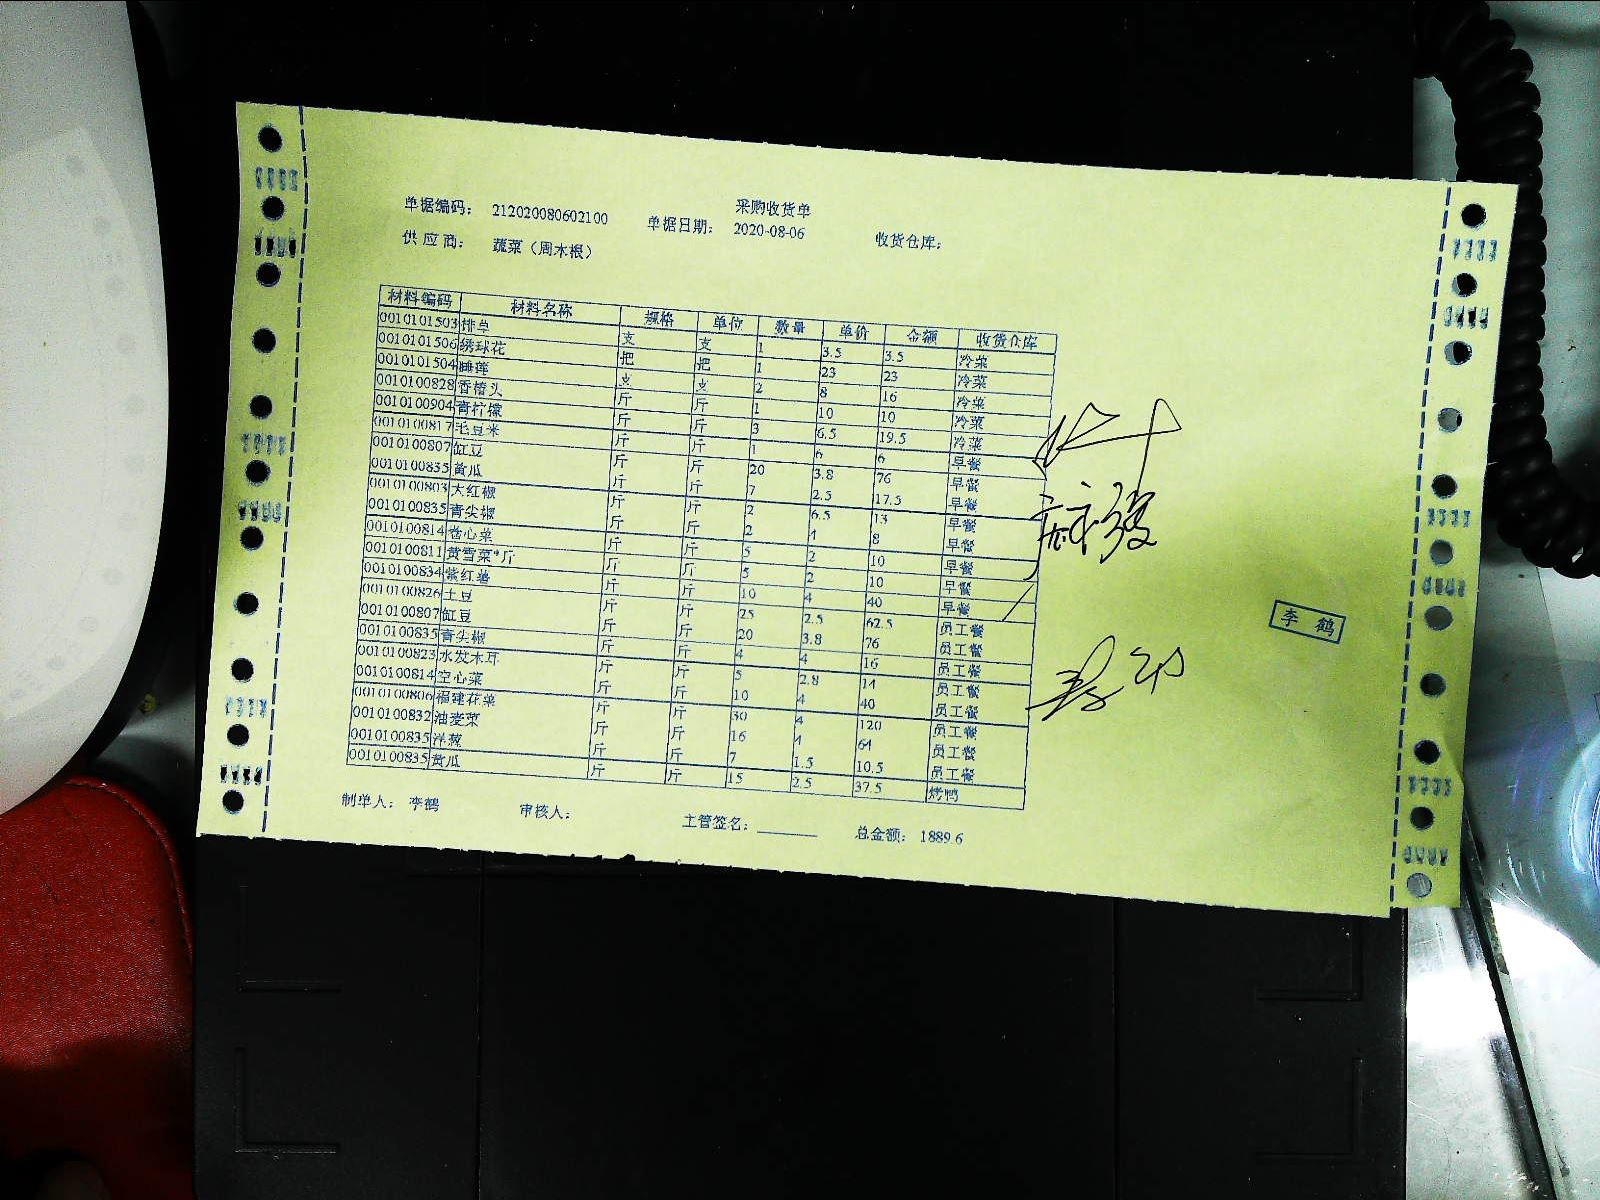 采购收货单
单据编码： 212020080602100 单据日期： 2020-08-06 收货仓库：
供应商： 蔬菜（周木根）
材料编码 材料名称 规格 单位 数量 单价 金额 收货仓库
0010101503 排草 支 支 1 3.5 3.5 冷菜
0010101506 绣球花 把 把 1 23 23 冷菜
0010101504 睡莲 支 支 2 8 16 冷菜
0010100828 香椿头 斤 斤 1 10 10 冷菜
0010100904 青柠檬 斤 斤 3 6.5 19.5 冷菜
0010100817 毛豆米 斤 斤 1 6 6 早餐
0010100807 缸豆 斤 斤 20 3.8 76 早餐
0010100835 黄瓜 斤 斤 7 2.5 17.5 早餐
0010100803 大红椒 斤 斤 2 6.5 13 早餐
0010100835 青尖椒 斤 斤 2 4 8 早餐
0010100814 卷心菜 斤 斤 5 2 10 早餐
0010100811 黄雪菜*斤 斤 斤 5 2 10 早餐
0010100834 紫红薯 斤 斤 10 4 40 早餐
0010100826 土豆 斤 斤 25 2.5 62.5 员工餐
0010100807 缸豆 斤 斤 20 3.8 76 员工餐
0010100835 青尖椒 斤 斤 4 4 16 员工餐
0010100823 水发木耳 斤 斤 5 2.8 14 员工餐
0010100814 空心菜 斤 斤 10 4 40 员工餐
0010100806 福建花菜 斤 斤 30 4 120 员工餐
0010100832 油麦菜 斤 斤 16 4 64 员工餐
0010100835 洋葱 斤 斤 7 1.5 10.5 员工餐
0010100835 黄瓜 斤 斤 15 2.5 37.5 烤鸭
制单人： 李鹤 审核人： 主管签名： 总金额： 1889.6
李鹤